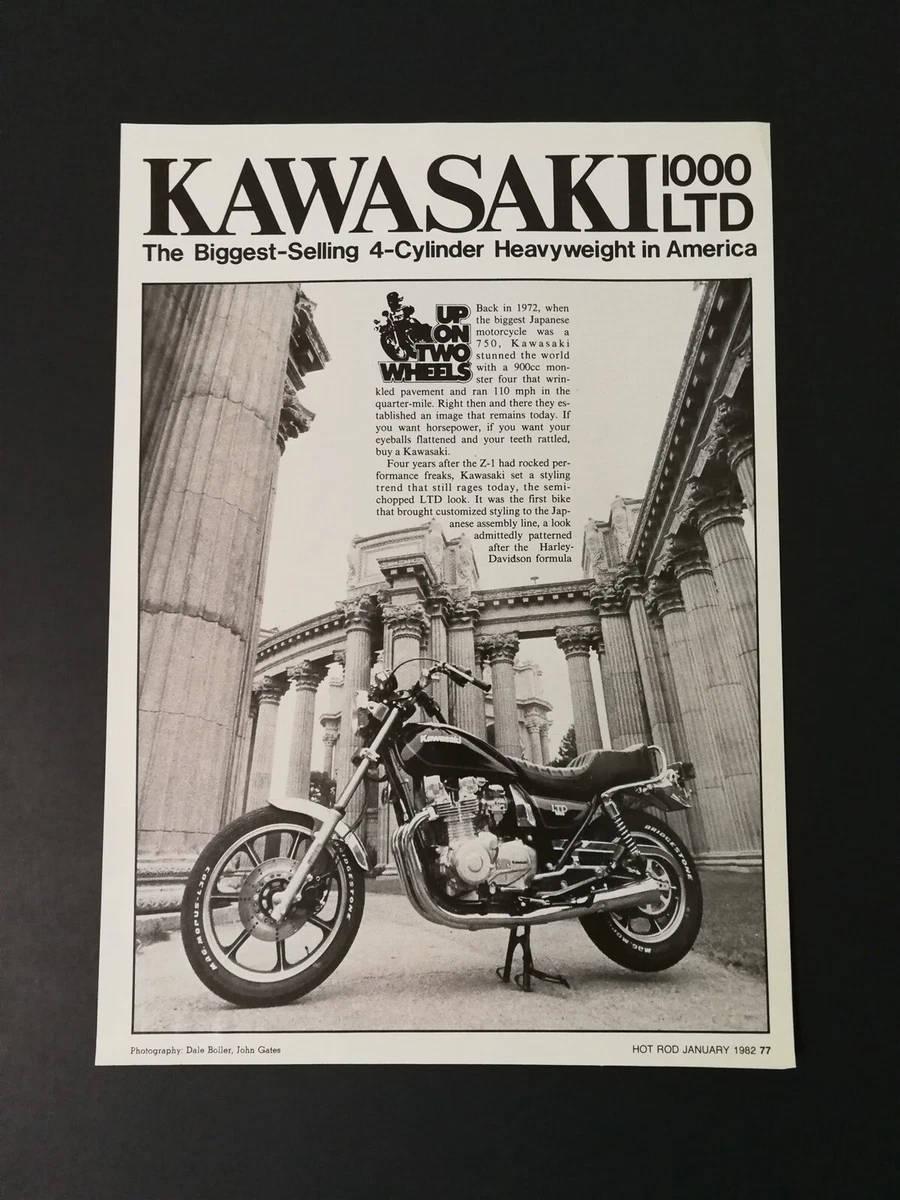 KAWASAKI 1000 LTD
The Biggest-Selling 4-Cylinder Heavyweight in America
UP
ON
TWO
WHEELS
Back in 1972, when
the biggest Japanese
motorcycle was a
750, Kawasaki
stunned the world
with a 900cc mon-
ster four that wrin-
kled pavement and ran 110 mph in the
quarter-mile. Right then and there they es-
tablished an image that remains today. If
you want horsepower, if you want your
eyeballs flattened and your teeth rattled,
buy a Kawasaki.
Four years after the Z-1 had rocked per-
formance freaks, Kawasaki set a styling
trend that still rages today, the semi-
chopped LTD look. It was the first bike
that brought customized styling to the Jap-
anese assembly line, a look
admittedly patterned
after the Harley-
Davidson formula
Kawasaki
LTD
BRIDGESTONE
MAG. MOPUS-L303
BRIDGESTONE
Photography: Dale Boller, John Gates
HOT ROD JANUARY 1982 77